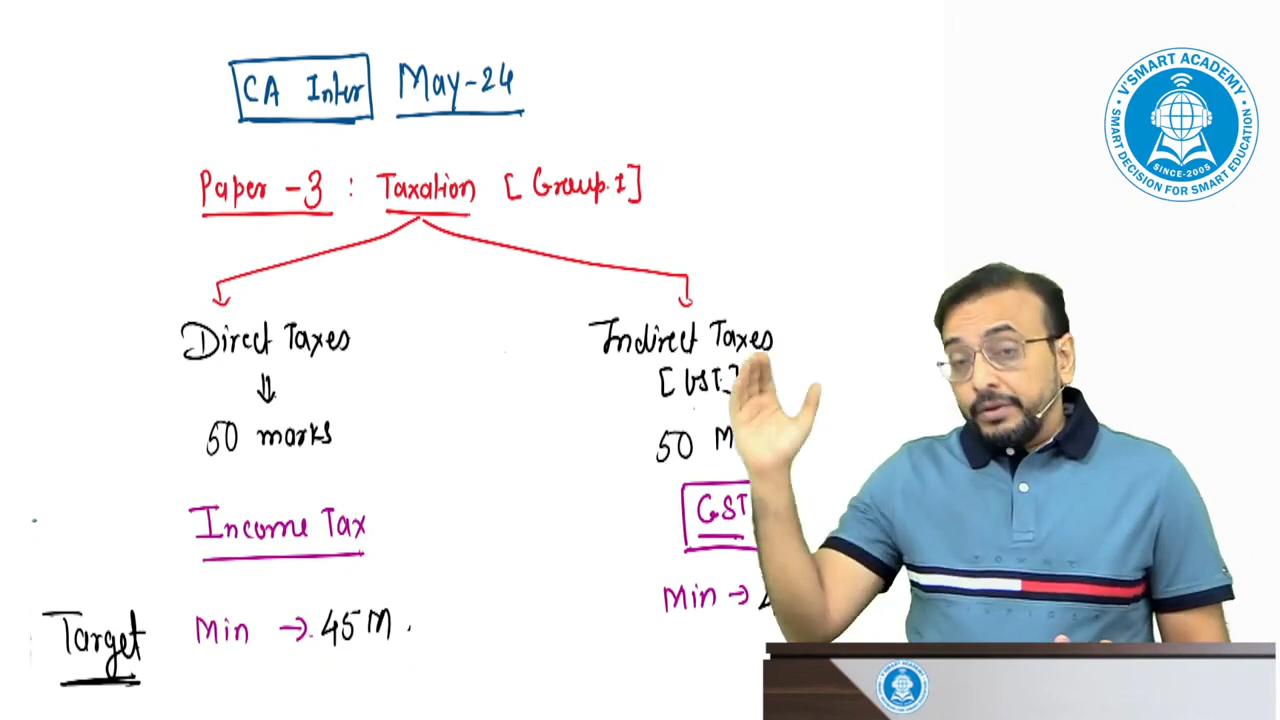 CA Inter May-24
Paper-3 : Taxation [Group.I]
Direct Taxes
50 marks
Income Tax
Target Min → 45 M.
Indirect Taxes
[GST]
50 M
GST
Min →
V'SMART ACADEMY
SINCE-2005
SMART DECISION FOR SMART EDUCATION